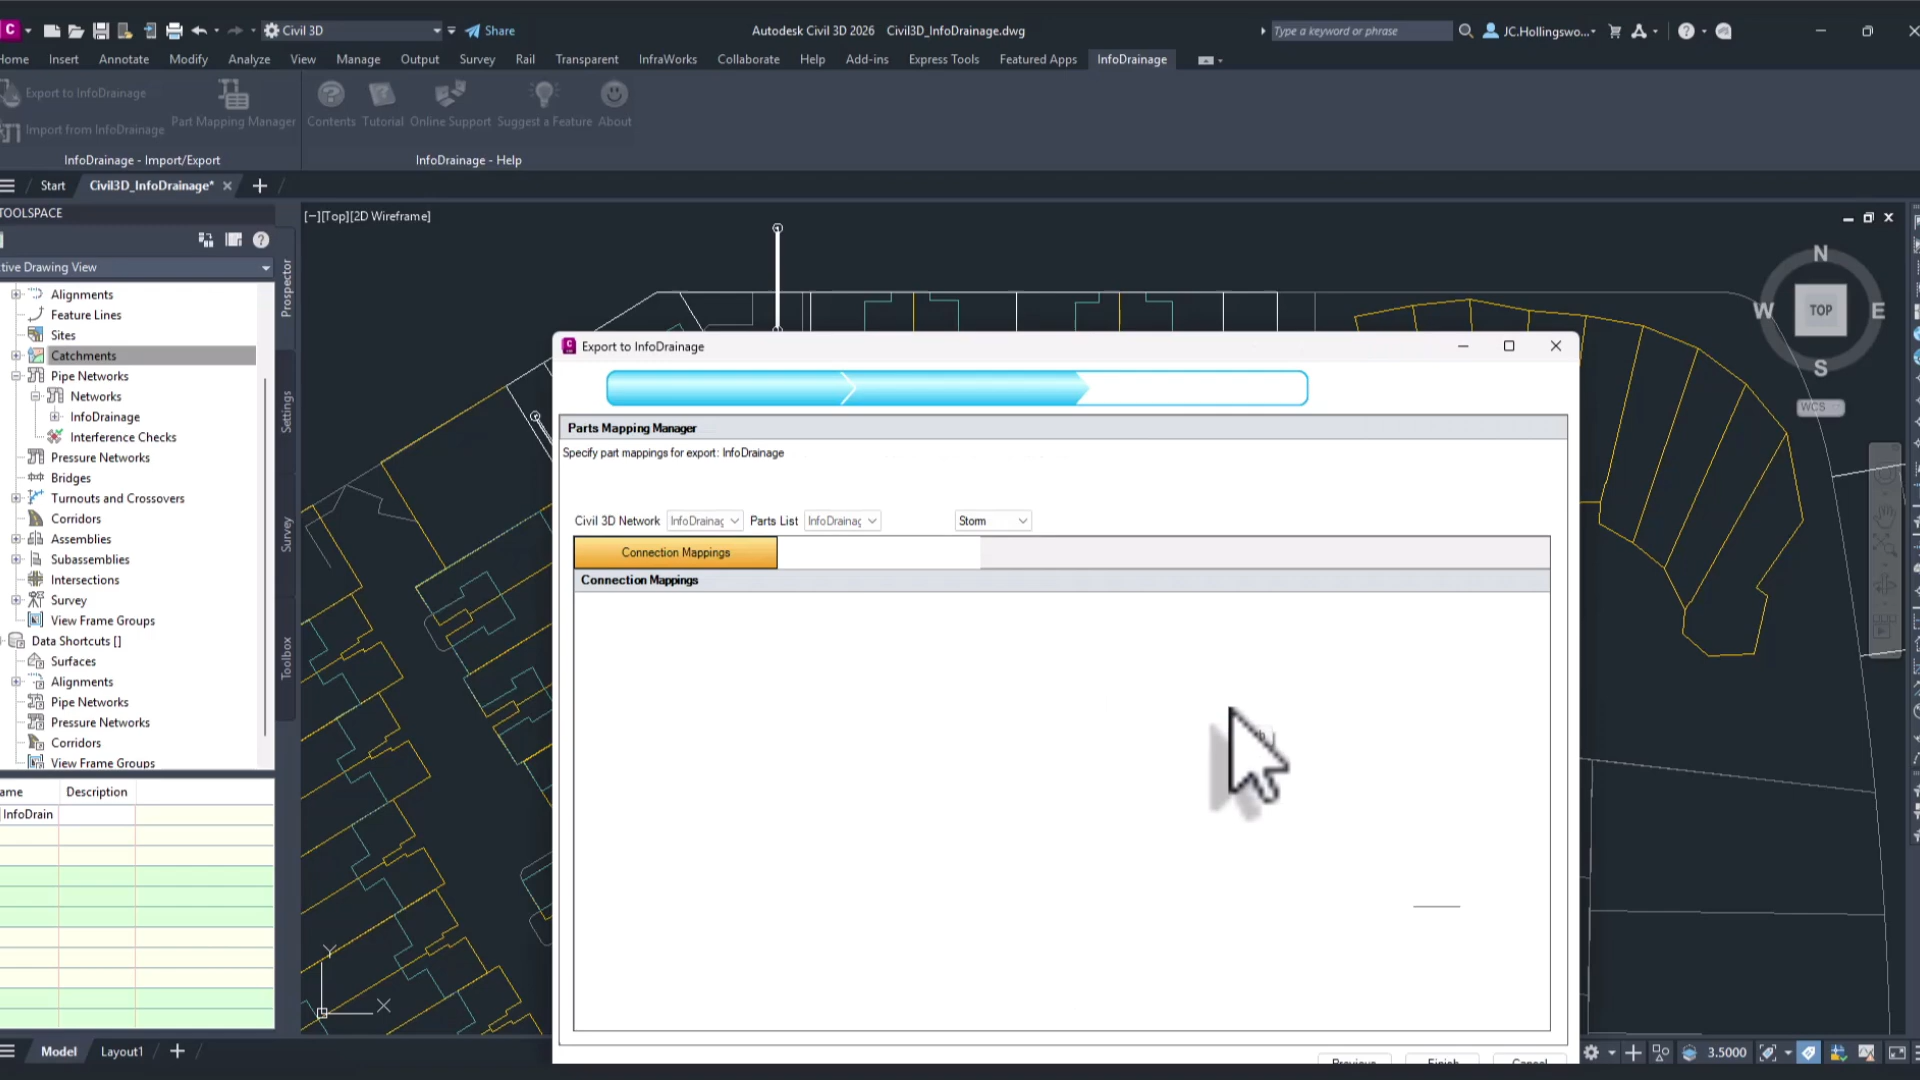 C
Civil 3D
Share
Autodesk Civil 3D 2026 Civil3D_InfoDrainage.dwg
Type a keyword or phrase
JC.Hollingswo...
Home Insert Annotate Modify Analyze View Manage Output Survey Rail Transparent InfraWorks Collaborate Help Add-ins Express Tools Featured Apps InfoDrainage
Export to InfoDrainage
Import from InfoDrainage
Part Mapping Manager
Contents Tutorial Online Support Suggest a Feature About
InfoDrainage - Import/Export
InfoDrainage - Help
Start
Civil3D_InfoDrainage*
TOOLSPACE
[−][Top][2D Wireframe]
tive Drawing View
Prospector
Settings
Survey
Toolbox
Alignments
Feature Lines
Sites
Catchments
Pipe Networks
Networks
InfoDrainage
Interference Checks
Pressure Networks
Bridges
Turnouts and Crossovers
Corridors
Assemblies
Subassemblies
Intersections
Survey
View Frame Groups
Data Shortcuts []
Surfaces
Alignments
Pipe Networks
Pressure Networks
Corridors
View Frame Groups
ame Description
InfoDrain
N
W TOP E
S
WCS
Export to InfoDrainage
Parts Mapping Manager
Specify part mappings for export: InfoDrainage
Civil 3D Network InfoDrainag Parts List InfoDrainag Storm
Connection Mappings
Connection Mappings
Previous Finish Cancel
Y
X
Model Layout1
3.5000